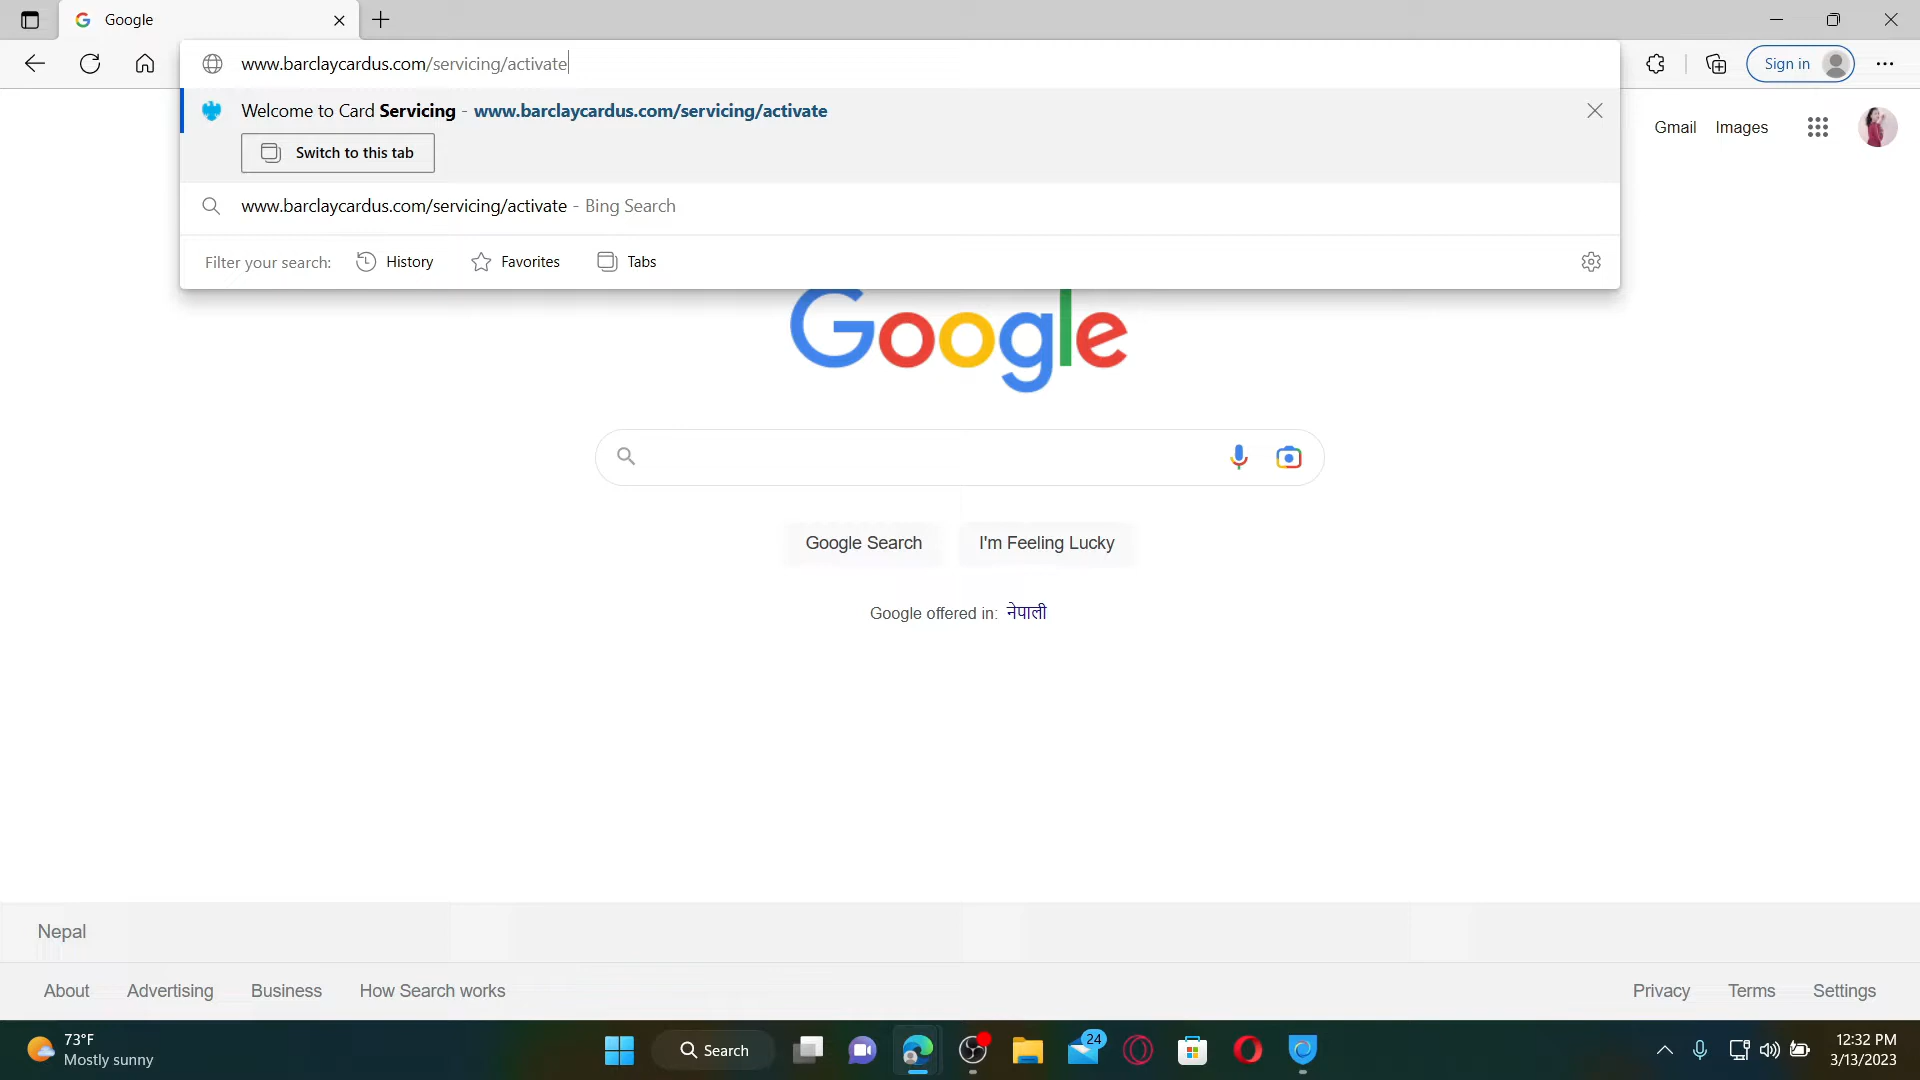 Google
www.barclaycardus.com/servicing/activate
Sign in
Welcome to Card Servicing - www.barclaycardus.com/servicing/activate
Switch to this tab
www.barclaycardus.com/servicing/activate - Bing Search
Filter your search: History Favorites Tabs
Gmail Images
Google
Google Search I'm Feeling Lucky
Google offered in: नेपाली
Nepal
About Advertising Business How Search works Privacy Terms Settings
73°F
Mostly sunny
Search
24
12:32 PM
3/13/2023